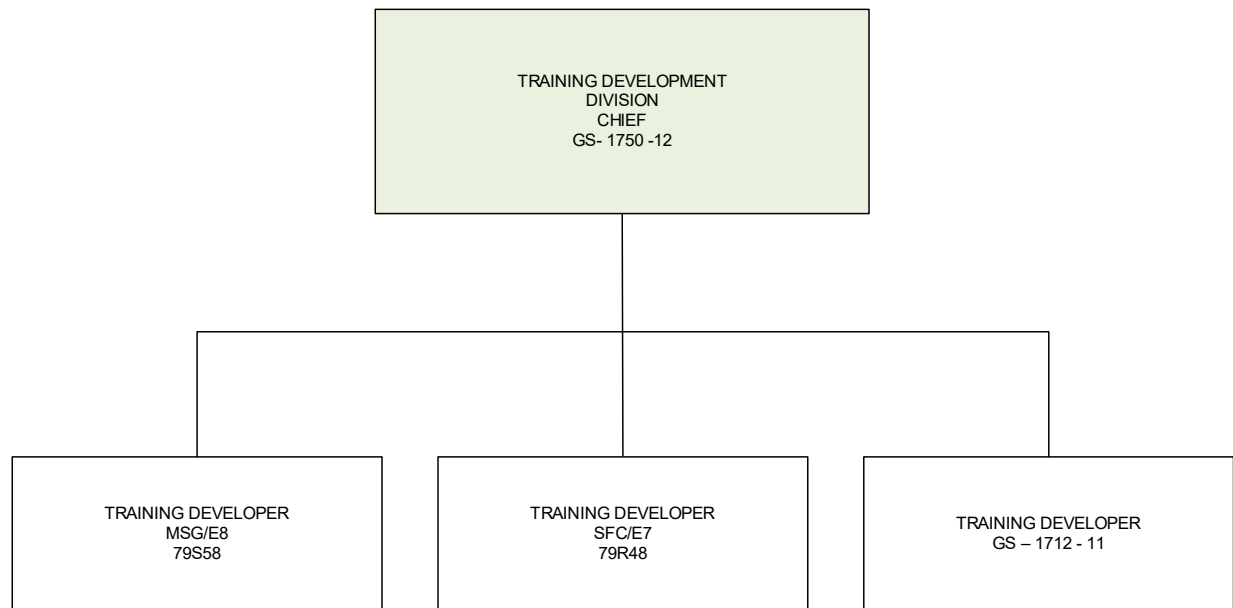 TRAINING DEVELOPMENT
DIVISION
CHIEF
GS- 1750 -12
TRAINING DEVELOPER
MSG/E8
79S58
TRAINING DEVELOPER
SFC/E7
79R48
TRAINING DEVELOPER
GS – 1712 - 11